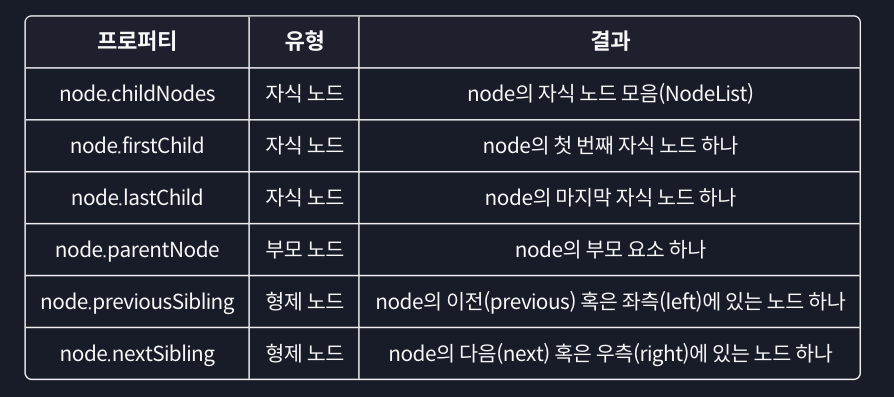 프로퍼티 유형 결과
node.childNodes 자식 노드 node의 자식 노드 모음(NodeList)
node.firstChild 자식 노드 node의 첫 번째 자식 노드 하나
node.lastChild 자식 노드 node의 마지막 자식 노드 하나
node.parentNode 부모 노드 node의 부모 요소 하나
node.previousSibling 형제 노드 node의 이전(previous) 혹은 좌측(left)에 있는 노드 하나
node.nextSibling 형제 노드 node의 다음(next) 혹은 우측(right)에 있는 노드 하나